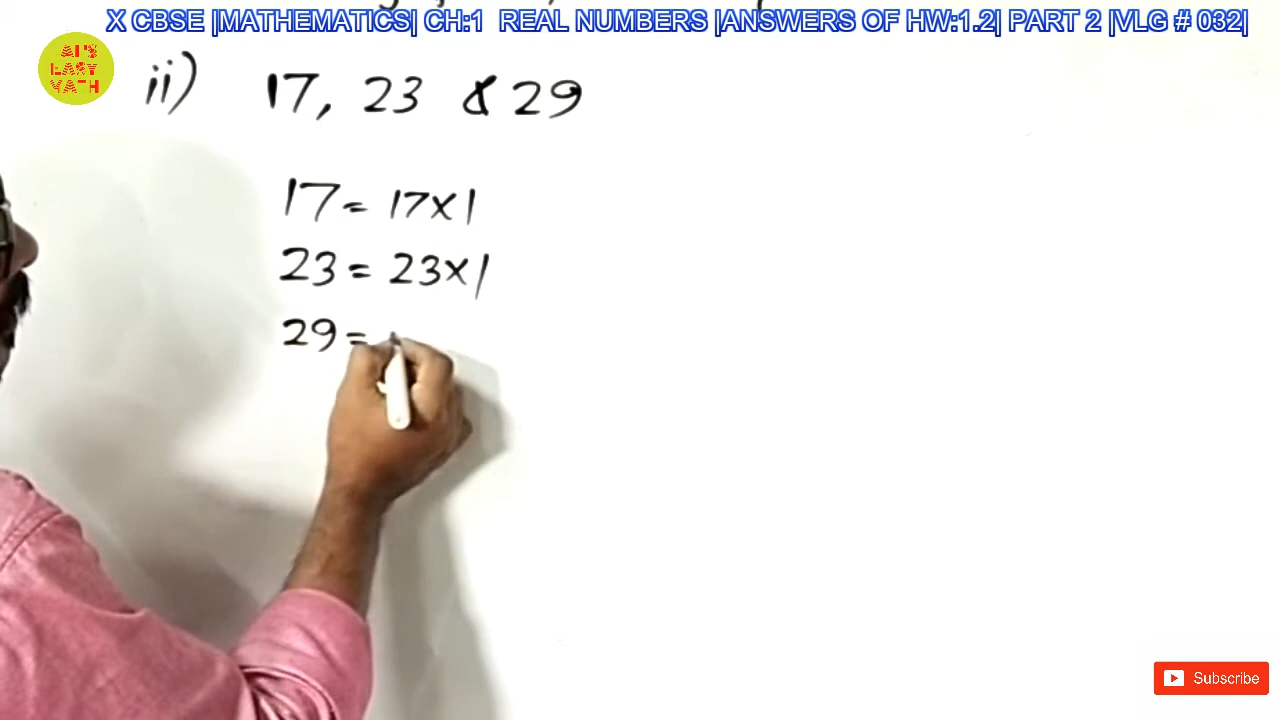 X CBSE |MATHEMATICS| CH:1 REAL NUMBERS |ANSWERS OF HW:1.2| PART 2 |VLG # 032|
ii) 17, 23 & 29
17 = 17x1
23 = 23x1
29 =
Subscribe